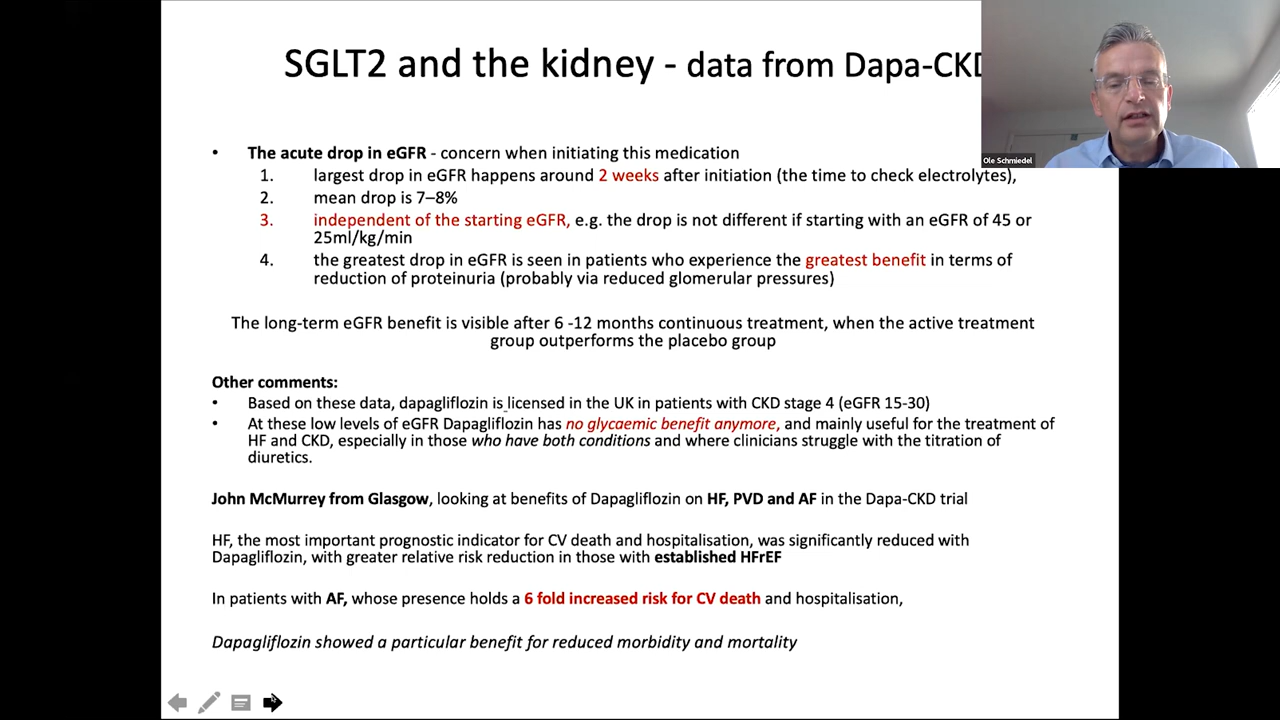 SGLT2 and the kidney - data from Dapa-CKD
Ole Schmiedel
• The acute drop in eGFR - concern when initiating this medication
1. largest drop in eGFR happens around 2 weeks after initiation (the time to check electrolytes),
2. mean drop is 7–8%
3. independent of the starting eGFR, e.g. the drop is not different if starting with an eGFR of 45 or
25ml/kg/min
4. the greatest drop in eGFR is seen in patients who experience the greatest benefit in terms of
reduction of proteinuria (probably via reduced glomerular pressures)
The long-term eGFR benefit is visible after 6 -12 months continuous treatment, when the active treatment
group outperforms the placebo group
Other comments:
• Based on these data, dapagliflozin is licensed in the UK in patients with CKD stage 4 (eGFR 15-30)
• At these low levels of eGFR Dapagliflozin has no glycaemic benefit anymore, and mainly useful for the treatment of
HF and CKD, especially in those who have both conditions and where clinicians struggle with the titration of
diuretics.
John McMurrey from Glasgow, looking at benefits of Dapagliflozin on HF, PVD and AF in the Dapa-CKD trial
HF, the most important prognostic indicator for CV death and hospitalisation, was significantly reduced with
Dapagliflozin, with greater relative risk reduction in those with established HFrEF
In patients with AF, whose presence holds a 6 fold increased risk for CV death and hospitalisation,
Dapagliflozin showed a particular benefit for reduced morbidity and mortality